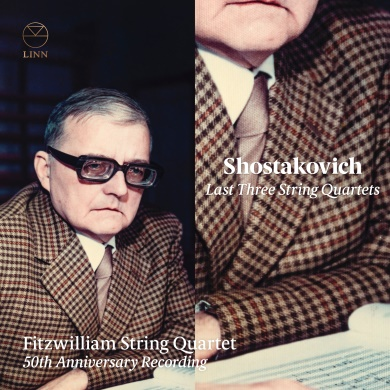 LINN
Shostakovich
Last Three String Quartets
Fitzwilliam String Quartet
50th Anniversary Recording